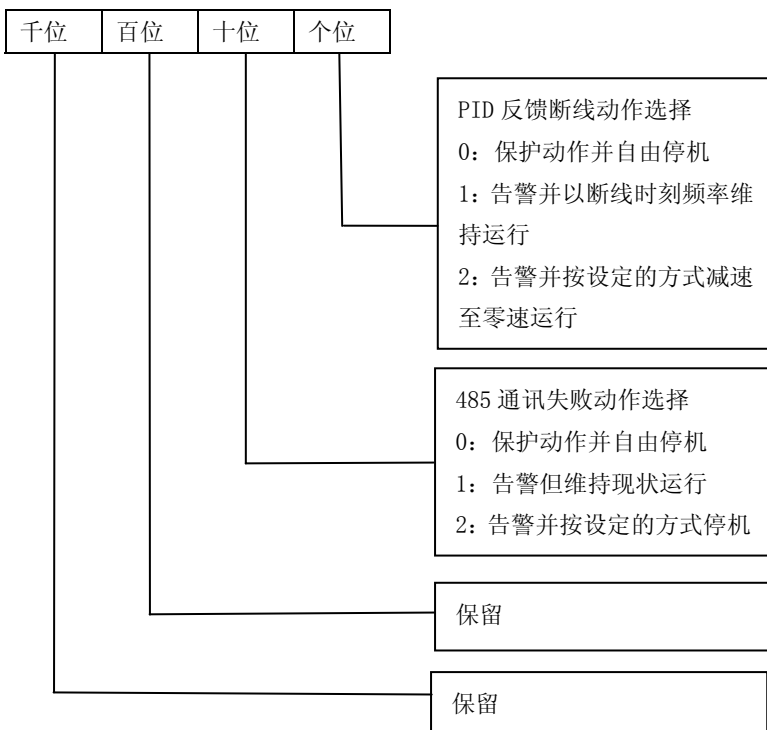 千位 百位 十位 个位
PID 反馈断线动作选择
0：保护动作并自由停机
1：告警并以断线时刻频率维
持运行
2：告警并按设定的方式减速
至零速运行
485 通讯失败动作选择
0：保护动作并自由停机
1：告警但维持现状运行
2：告警并按设定的方式停机
保留
保留